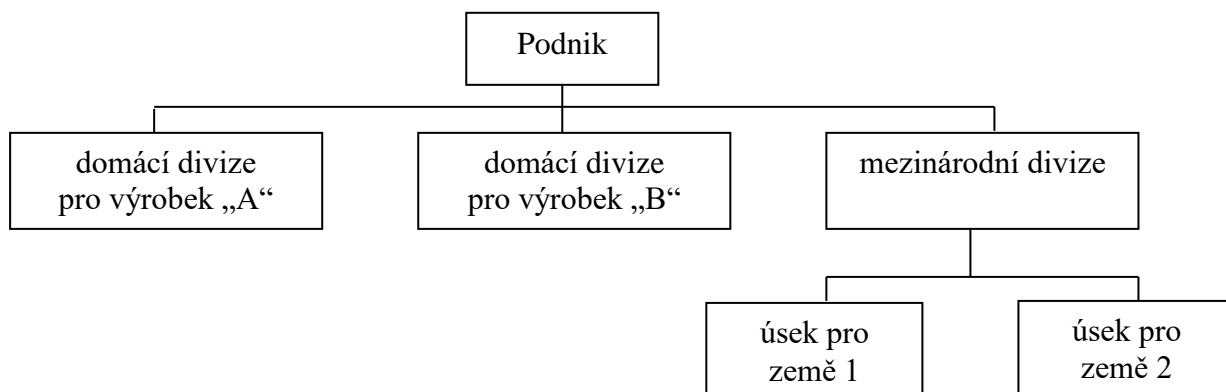 Podnik
domácí divize
pro výrobek „A“
domácí divize
pro výrobek „B“
mezinárodní divize
úsek pro
země 1
úsek pro
země 2